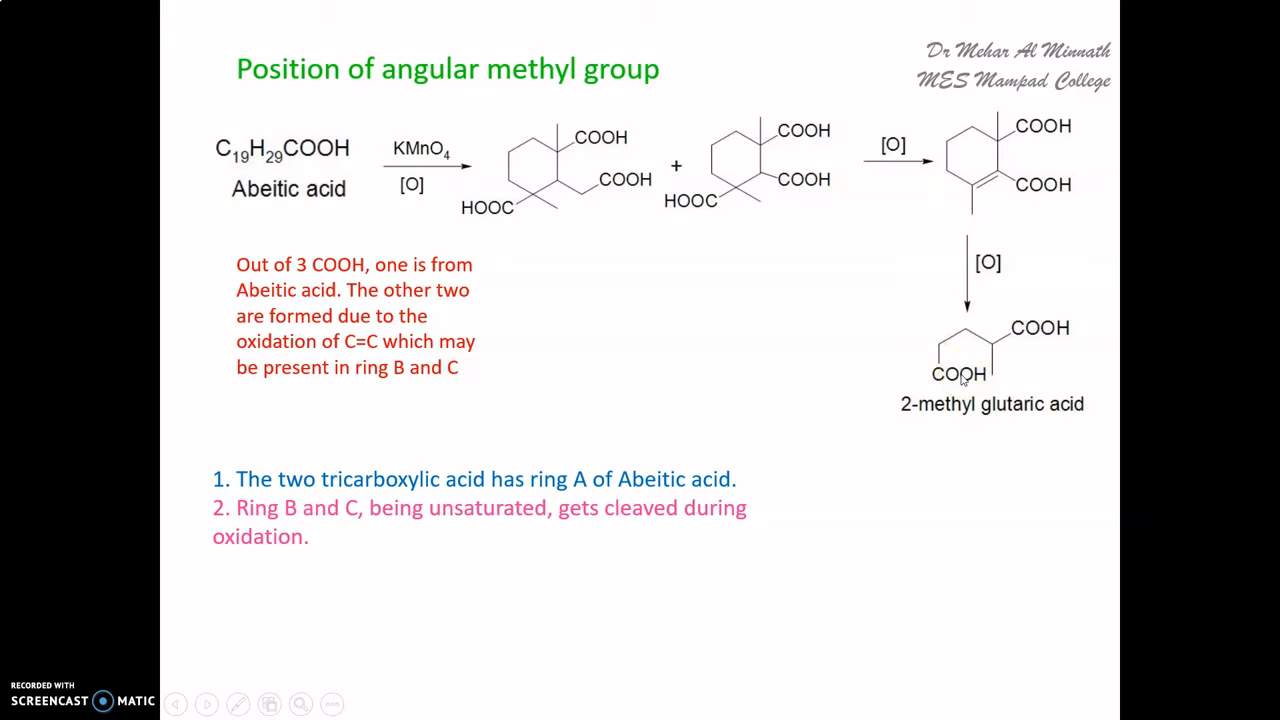 Dr Mehar Al Minnath
MES Mampad College
Position of angular methyl group
C19H29COOH
Abeitic acid
KMnO4
[O]
COOH
COOH
HOOC
+
COOH
COOH
HOOC
[O]
COOH
COOH
[O]
COOH
COOH
2-methyl glutaric acid
Out of 3 COOH, one is from
Abeitic acid. The other two
are formed due to the
oxidation of C=C which may
be present in ring B and C
1. The two tricarboxylic acid has ring A of Abeitic acid.
2. Ring B and C, being unsaturated, gets cleaved during
oxidation.
RECORDED WITH
SCREENCAST MATIC